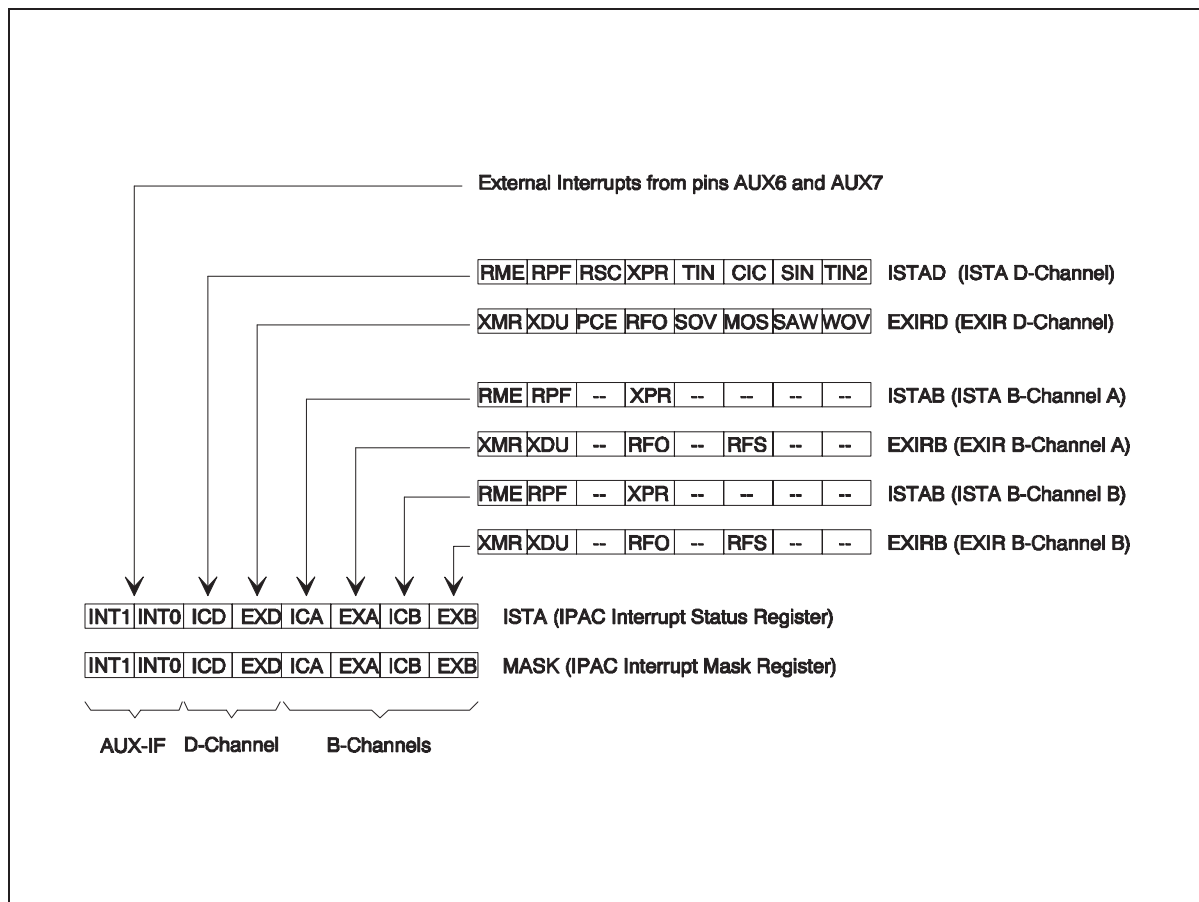 External Interrupts from pins AUX6 and AUX7
RME RPF RSC XPR TIN CIC SIN TIN2 ISTAD (ISTA D-Channel)
XMR XDU PCE RFO SOV MOS SAW WOV EXIRD (EXIR D-Channel)
RME RPF -- XPR -- -- -- -- ISTAB (ISTA B-Channel A)
XMR XDU -- RFO -- RFS -- -- EXIRB (EXIR B-Channel A)
RME RPF -- XPR -- -- -- -- ISTAB (ISTA B-Channel B)
XMR XDU -- RFO -- RFS -- -- EXIRB (EXIR B-Channel B)
INT1 INT0 ICD EXD ICA EXA ICB EXB ISTA (IPAC Interrupt Status Register)
INT1 INT0 ICD EXD ICA EXA ICB EXB MASK (IPAC Interrupt Mask Register)
AUX-IF D-Channel B-Channels